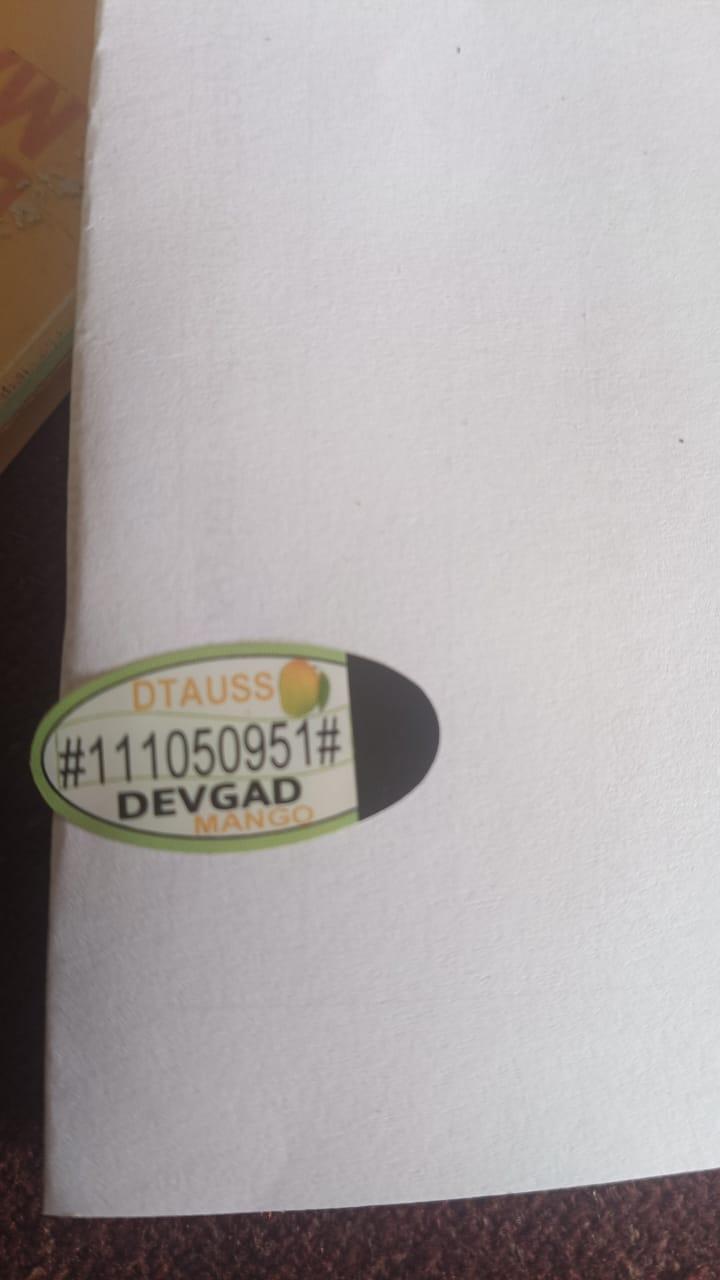 DTAUSS
#111050951#
DEVGAD
MANGO